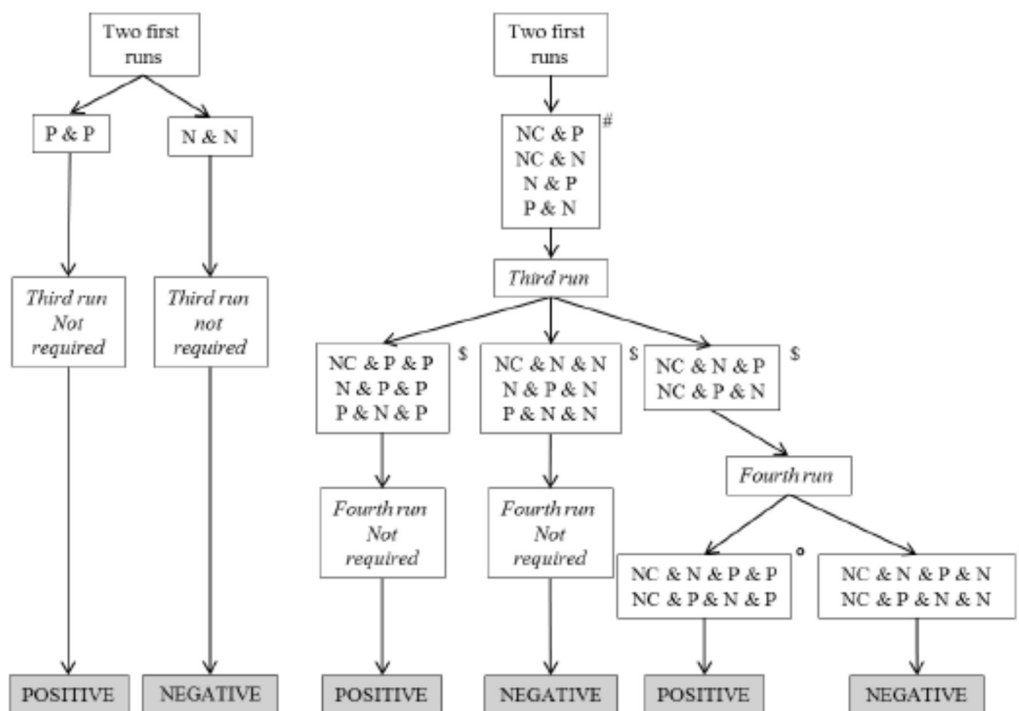 Two first
runs
P & P
N & N
Third run
Not
required
Third run
not
required
POSITIVE
NEGATIVE
Two first
runs
#
NC & P
NC & N
N & P
P & N
Third run
NC & P & P
N & P & P
P & N & P
$
NC & N & N
N & P & N
P & N & N
$
NC & N & P
NC & P & N
$
Fourth run
Not
required
Fourth run
Not
required
Fourth run
NC & N & P & P
NC & P & N & P
°
NC & N & P & N
NC & P & N & N
POSITIVE
NEGATIVE
POSITIVE
NEGATIVE